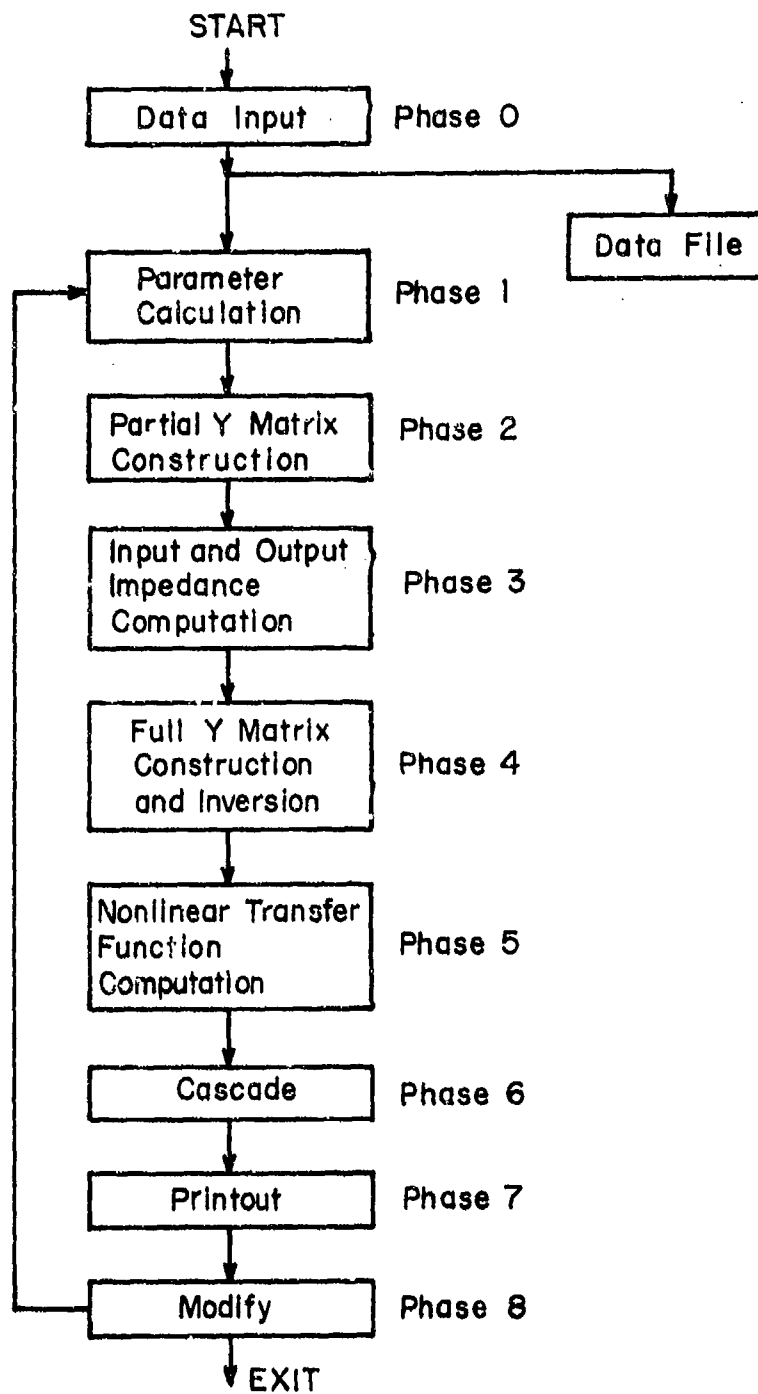 START
Data Input
Phase 0
Data File
Parameter
Calculation
Phase 1
Partial Y Matrix
Construction
Phase 2
Input and Output
Impedance
Computation
Phase 3
Full Y Matrix
Construction
and Inversion
Phase 4
Nonlinear Transfer
Function
Computation
Phase 5
Cascade
Phase 6
Printout
Phase 7
Modify
Phase 8
EXIT